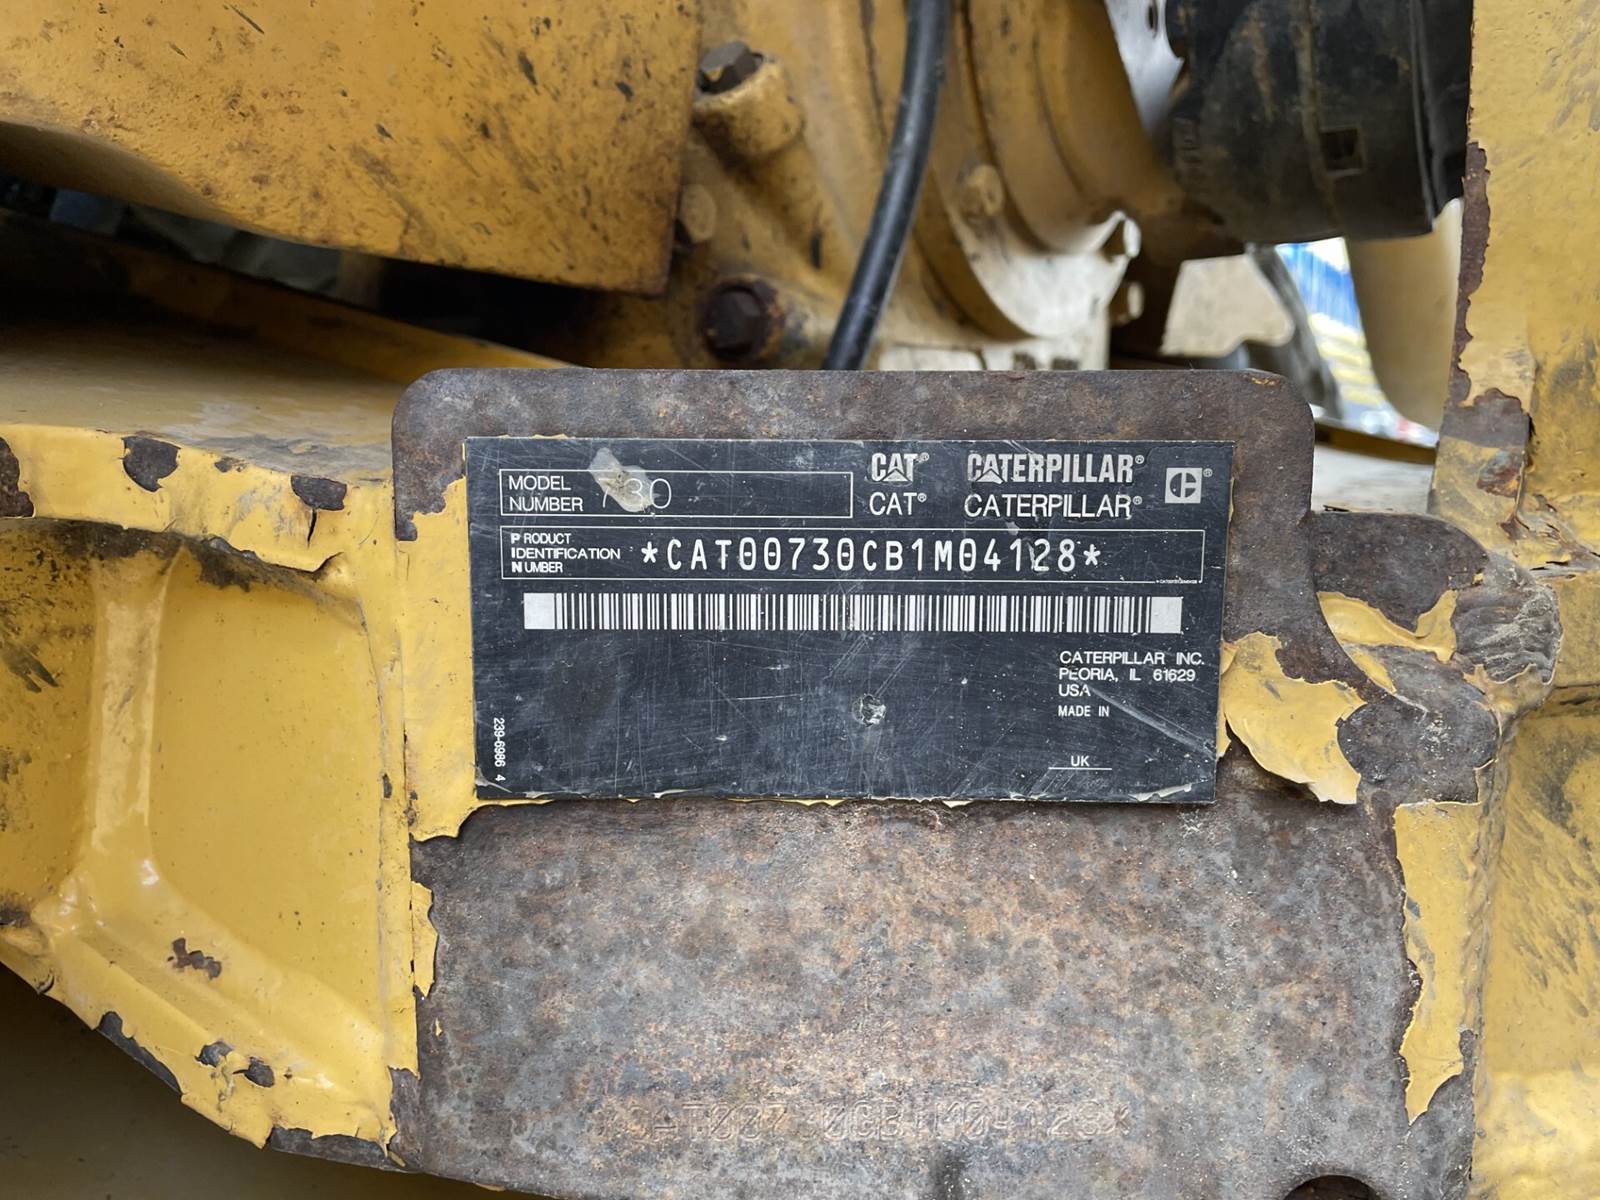 MODEL NUMBER 730
CAT® CATERPILLAR®
CAT® CATERPILLAR®
PRODUCT IDENTIFICATION NUMBER *CAT00730CB1M04128*
CATERPILLAR INC.
PEORIA, IL 61629
USA
MADE IN
UK
239-6986 4
*CAT00730CB1M04128*